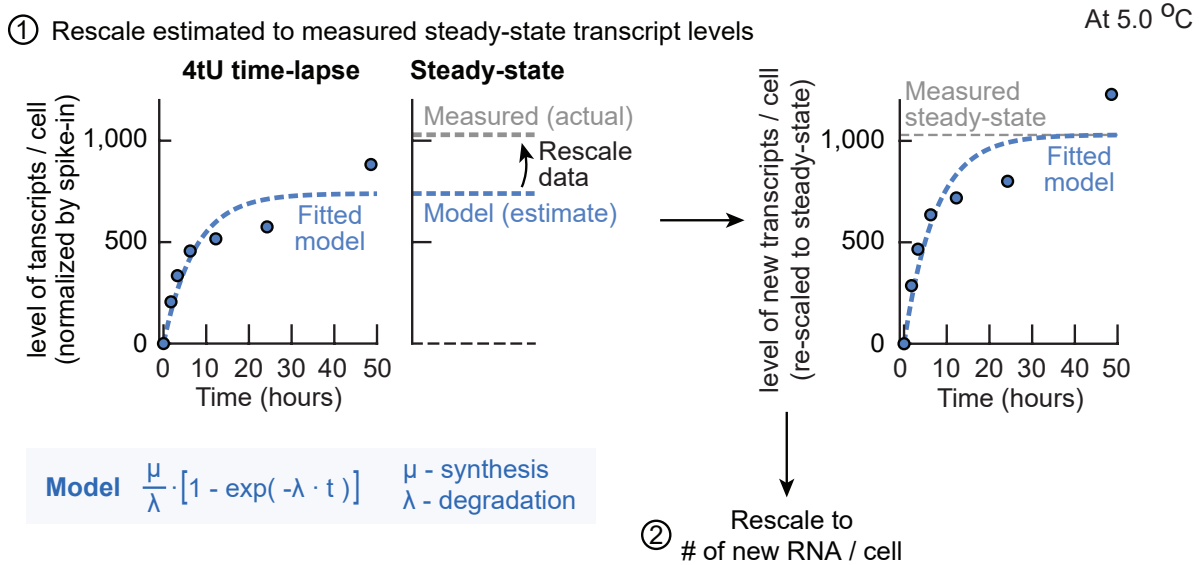 ① Rescale estimated to measured steady-state transcript levels
At 5.0 ºC
4tU time-lapse
Steady-state
level of tanscripts / cell
(normalized by spike-in)
1,000
500
0
0 10 20 30 40 50
Time (hours)
Fitted
model
Measured (actual)
Rescale
data
Model (estimate)
level of new transcripts / cell
(re-scaled to steady-state)
1,000
500
0
0 10 20 30 40 50
Time (hours)
Measured
steady-state
Fitted
model
Model μ/λ · [1 - exp( -λ · t )]
μ - synthesis
λ - degradation
② Rescale to
# of new RNA / cell